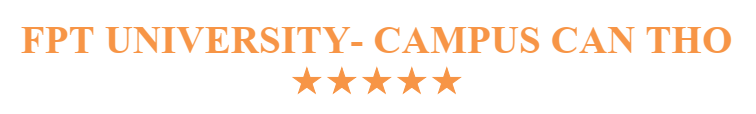 FPT UNIVERSITY- CAMPUS CAN THO
★★★★★